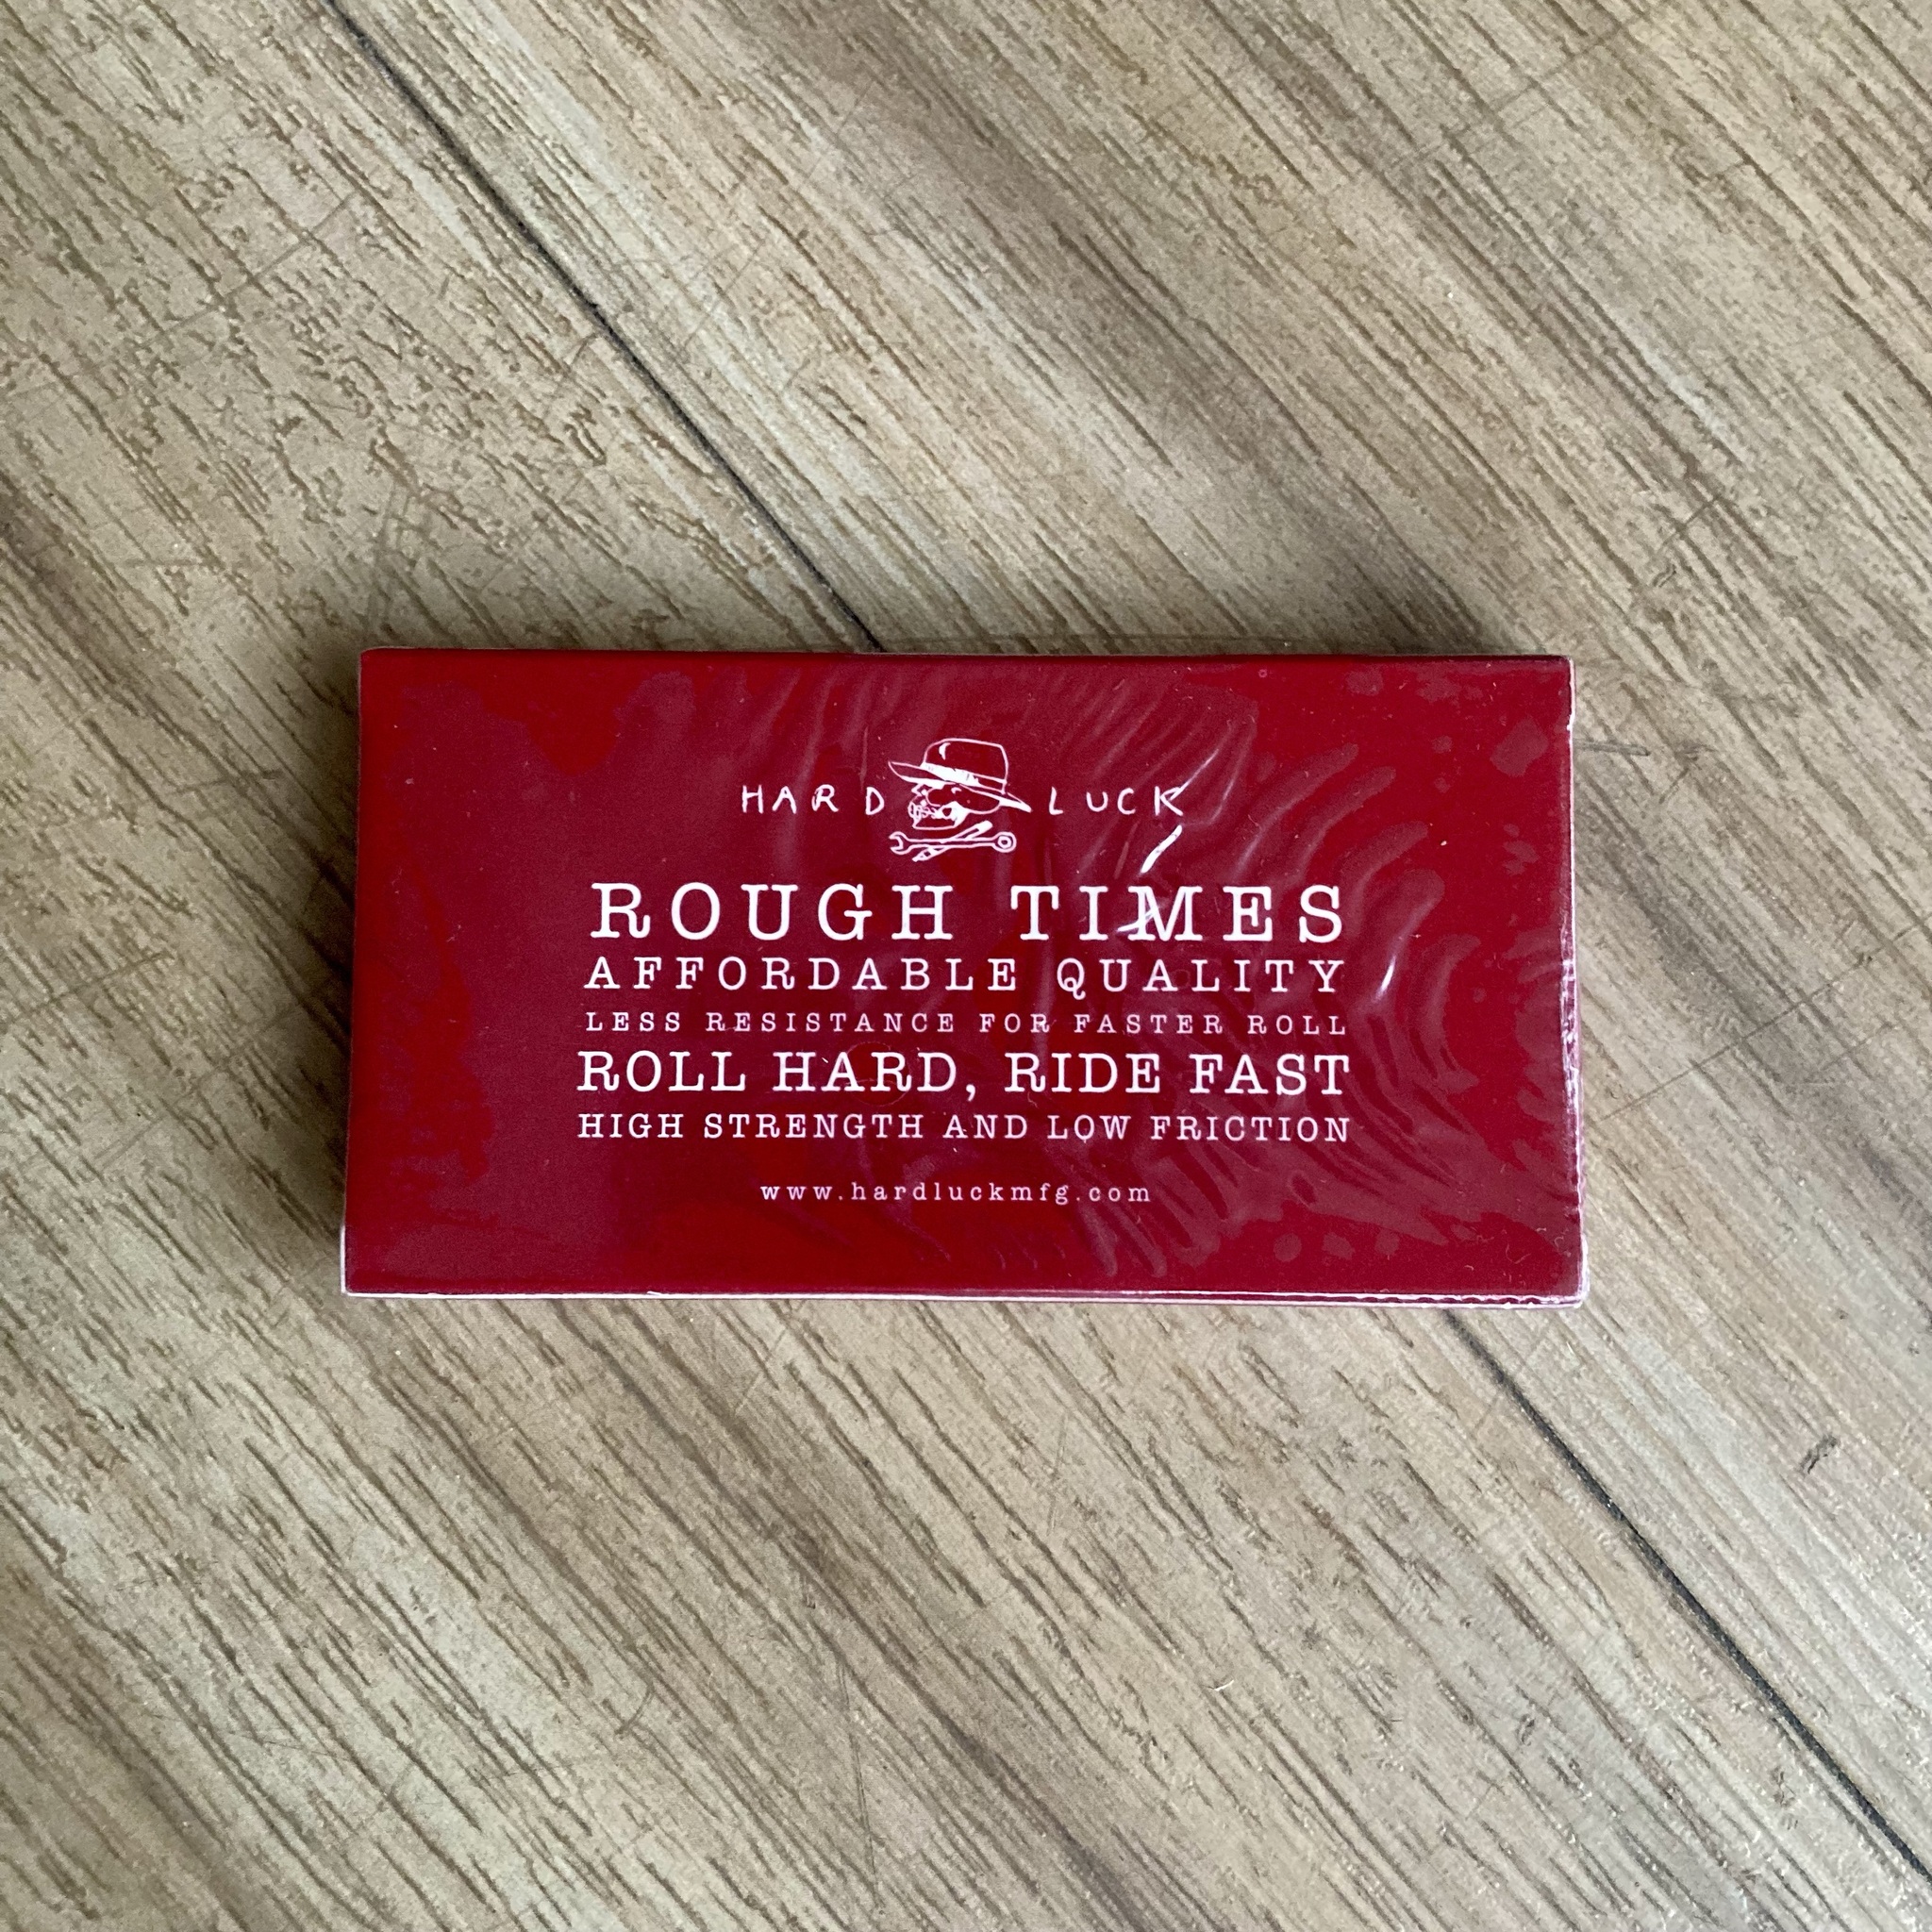 HARD LUCK
ROUGH TIMES
AFFORDABLE QUALITY
LESS RESISTANCE FOR FASTER ROLL
ROLL HARD, RIDE FAST
HIGH STRENGTH AND LOW FRICTION
www.hardluckmfg.com